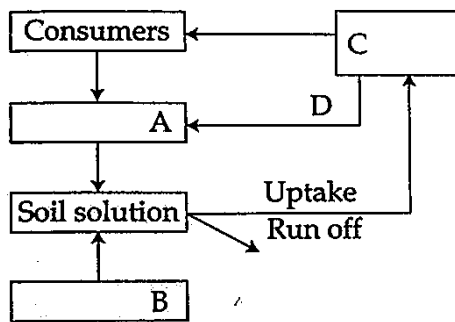 Consumers
C
A
D
Soil solution
Uptake
Run off
B